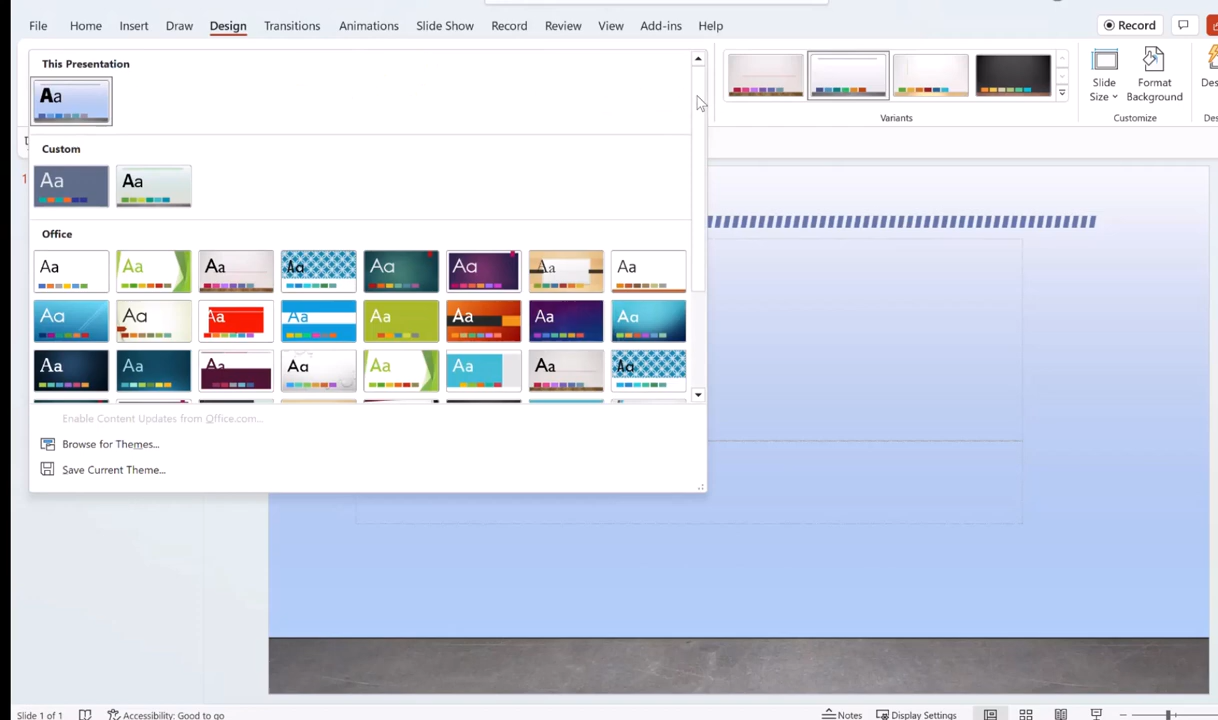 File Home Insert Draw Design Transitions Animations Slide Show Record Review View Add-ins Help Record
This Presentation
Aa
Custom
Aa Aa
Office
Aa Aa Aa Aa Aa Aa Aa Aa
Aa Aa Aa Aa Aa Aa Aa Aa
Aa Aa Aa Aa Aa Aa Aa Aa
Enable Content Updates from Office.com...
Browse for Themes...
Save Current Theme...
Slide
Size
Format
Background
Variants
Customize
1
Slide 1 of 1 Accessibility: Good to go Notes Display Settings